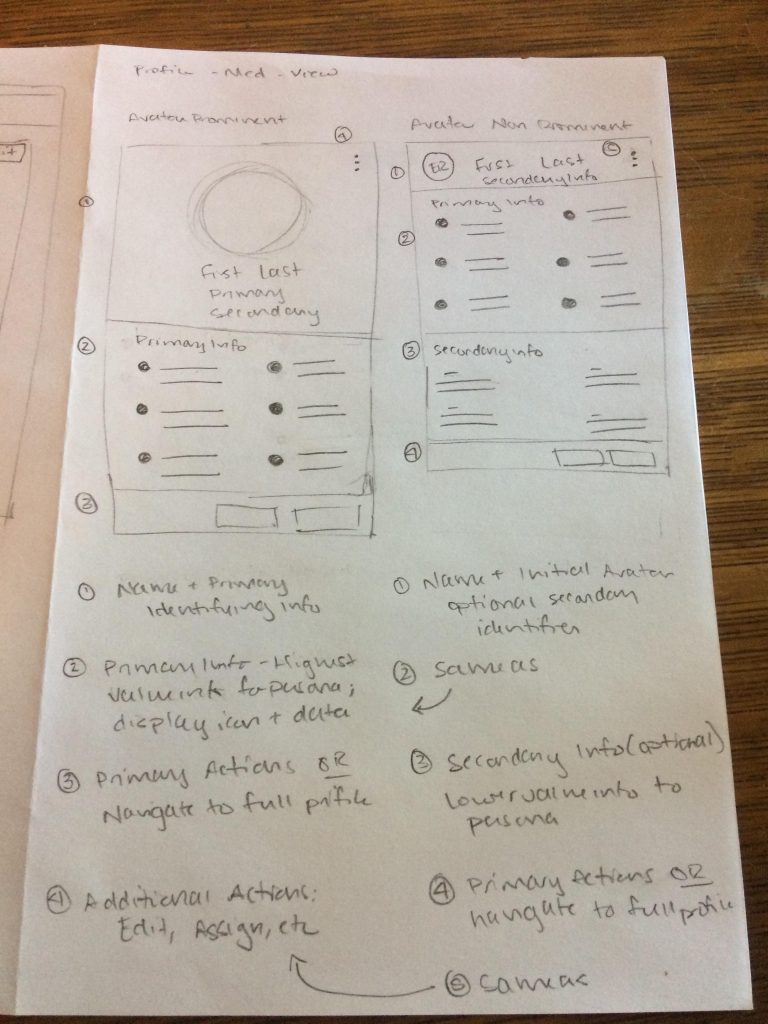 Profile - Med - View
Avatar Prominent
4
1
First Last
Primary
Secondary
2
Primary Info
3
1 Name + Primary
Identifying Info
2 Primary Info - Highest
value info to persona;
display icon + data
3 Primary Actions OR
Navigate to full profile
4 Additional Actions:
Edit, Assign, etc
Avatar Non Prominent
5
1
First Last
secondary Info
Primary Info
2
3
Secondary info
4
1 Name + Initial Avatar
optional secondary
identifier
2 same as
3 Secondary Info (optional)
Lower value info to
persona
4 Primary Actions OR
navigate to full profile
5 same as